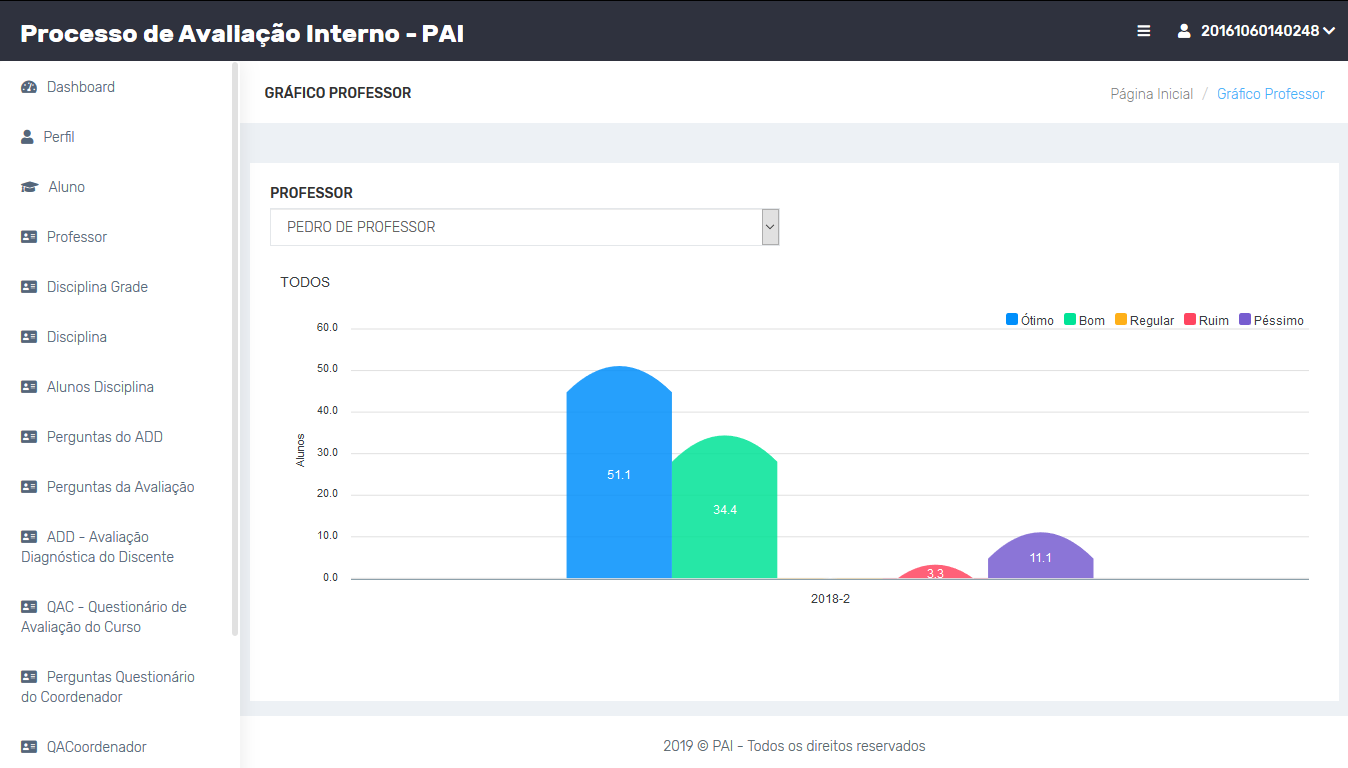 Processo de Avaliação Interno - PAI
20161060140248
Dashboard
Perfil
Aluno
Professor
Disciplina Grade
Disciplina
Alunos Disciplina
Perguntas do ADD
Perguntas da Avaliação
ADD - Avaliação
Diagnóstica do Discente
QAC - Questionário de
Avaliação do Curso
Perguntas Questionário
do Coordenador
QACoordenador
GRÁFICO PROFESSOR
Página Inicial / Gráfico Professor
PROFESSOR
PEDRO DE PROFESSOR
TODOS
Ótimo Bom Regular Ruim Péssimo
60.0
50.0
40.0
30.0
20.0
10.0
0.0
Alunos
51.1
34.4
3.3
11.1
2018-2
2019 © PAI - Todos os direitos reservados